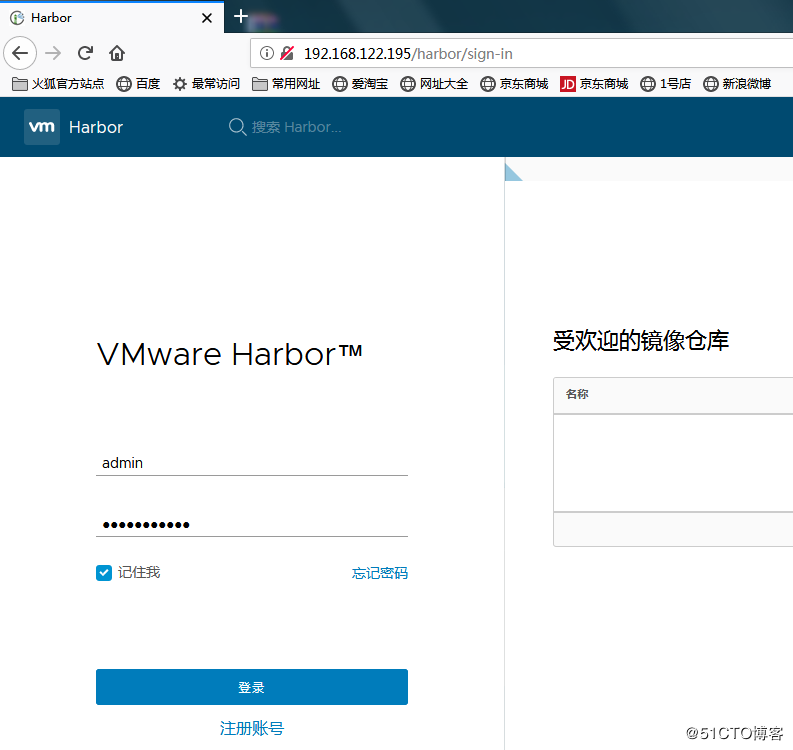 Harbor
192.168.122.195/harbor/sign-in
火狐官方站点 百度 最常访问 常用网址 爱淘宝 网址大全 京东商城 JD 京东商城 1号店 新浪微博
vm Harbor 搜索 Harbor...
受欢迎的镜像仓库
VMware Harbor™
名称
admin
•••••••••••
记住我 忘记密码
登录
注册账号
@51CTO博客